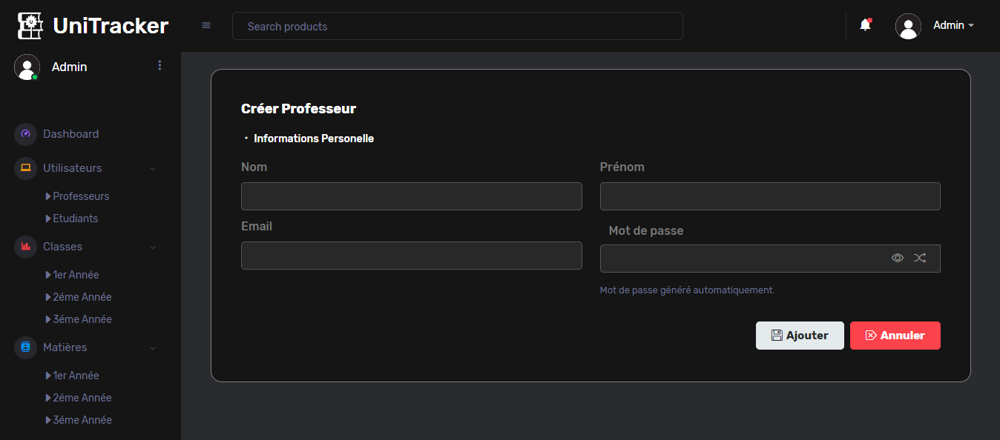 UniTracker
Search products
Admin
Admin
Dashboard
Utilisateurs
Professeurs
Etudiants
Classes
1er Année
2éme Année
3éme Année
Matières
1er Année
2éme Année
3éme Année
Créer Professeur
• Informations Personelle
Nom
Prénom
Email
Mot de passe
Mot de passe généré automatiquement.
Ajouter
Annuler